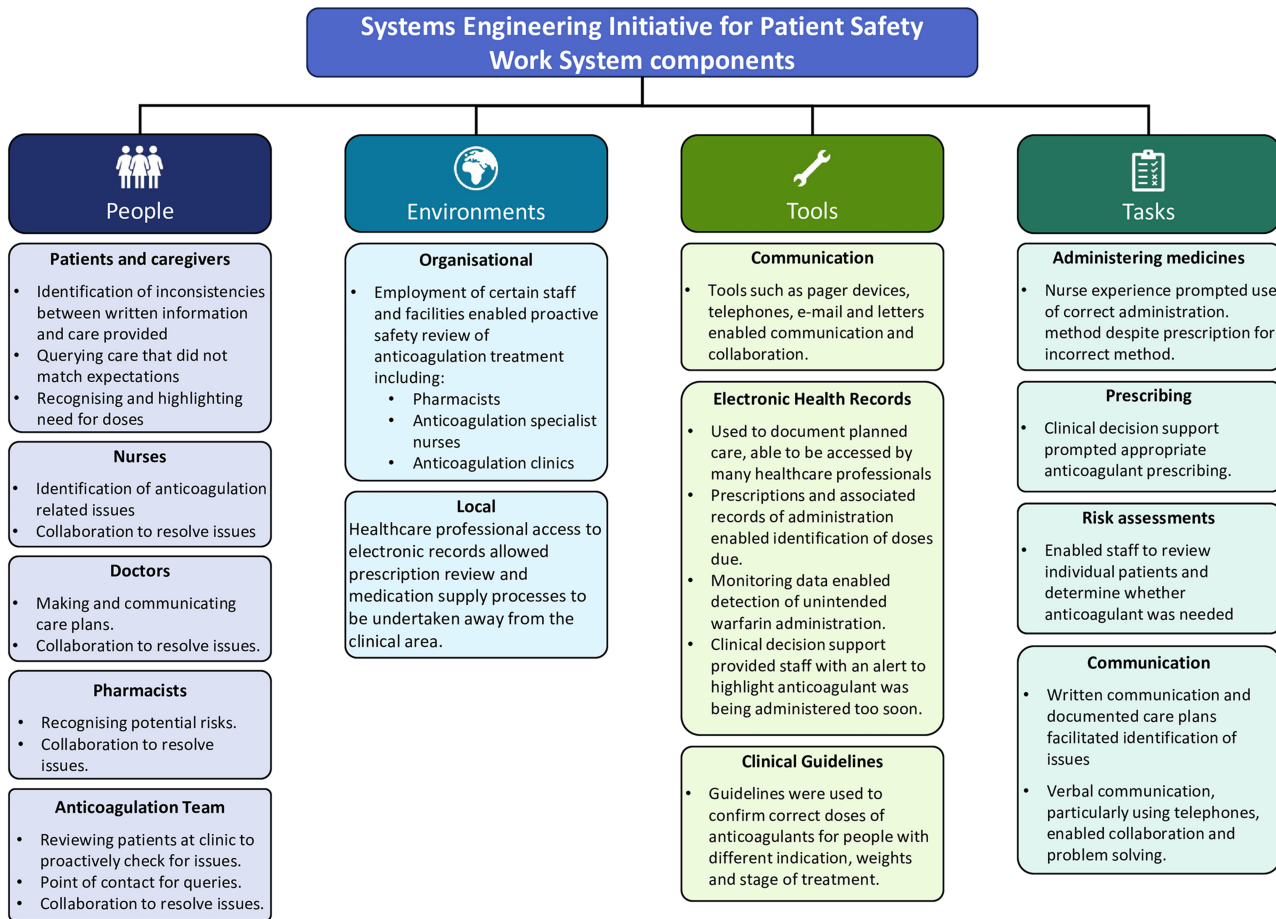 Systems Engineering Initiative for Patient Safety
Work System components
People
Patients and caregivers
• Identification of inconsistencies
between written information
and care provided
• Querying care that did not
match expectations
• Recognising and highlighting
need for doses
Nurses
• Identification of anticoagulation
related issues
• Collaboration to resolve issues
Doctors
• Making and communicating
care plans.
• Collaboration to resolve issues.
Pharmacists
• Recognising potential risks.
• Collaboration to resolve
issues.
Anticoagulation Team
• Reviewing patients at clinic to
proactively check for issues.
• Point of contact for queries.
• Collaboration to resolve issues.
Environments
Organisational
• Employment of certain staff
and facilities enabled proactive
safety review of
anticoagulation treatment
including:
• Pharmacists
• Anticoagulation specialist
nurses
• Anticoagulation clinics
Local
Healthcare professional access to
electronic records allowed
prescription review and
medication supply processes to
be undertaken away from the
clinical area.
Tools
Communication
• Tools such as pager devices,
telephones, e-mail and letters
enabled communication and
collaboration.
Electronic Health Records
• Used to document planned
care, able to be accessed by
many healthcare professionals
• Prescriptions and associated
records of administration
enabled identification of doses
due.
• Monitoring data enabled
detection of unintended
warfarin administration.
• Clinical decision support
provided staff with an alert to
highlight anticoagulant was
being administered too soon.
Clinical Guidelines
• Guidelines were used to
confirm correct doses of
anticoagulants for people with
different indication, weights
and stage of treatment.
Tasks
Administering medicines
• Nurse experience prompted use
of correct administration.
method despite prescription for
incorrect method.
Prescribing
• Clinical decision support
prompted appropriate
anticoagulant prescribing.
Risk assessments
• Enabled staff to review
individual patients and
determine whether
anticoagulant was needed
Communication
• Written communication and
documented care plans
facilitated identification of
issues
• Verbal communication,
particularly using telephones,
enabled collaboration and
problem solving.